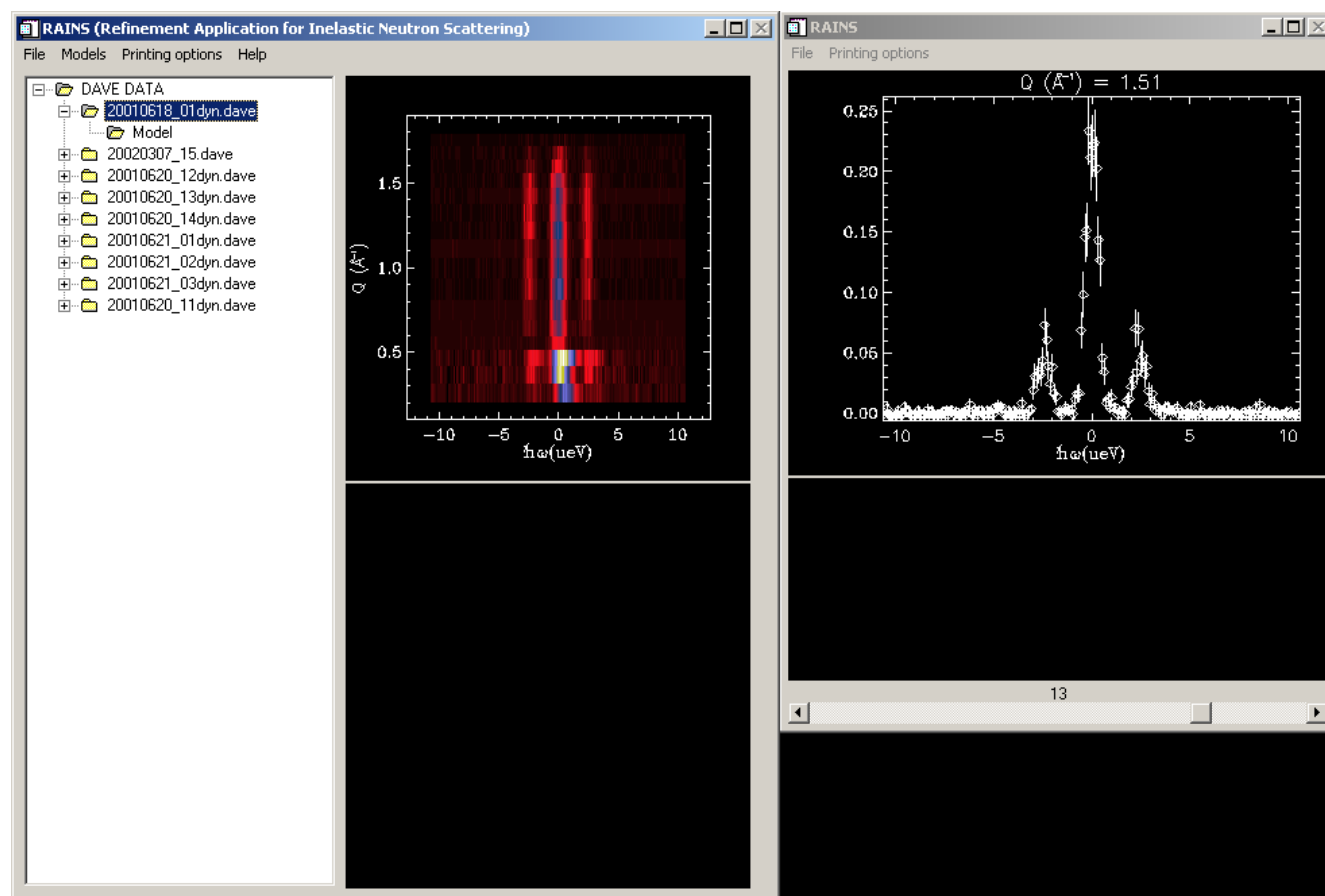 RAINS (Refinement Application for Inelastic Neutron Scattering)
File Models Printing options Help
DAVE DATA
20010618_01dyn.dave
Model
20020307_15.dave
20010620_12dyn.dave
20010620_13dyn.dave
20010620_14dyn.dave
20010621_01dyn.dave
20010621_02dyn.dave
20010621_03dyn.dave
20010620_11dyn.dave
1.5
1.0
0.5
Q (Å⁻¹)
−10 −5 0 5 10
ħω(ueV)
RAINS
File Printing options
Q (Å⁻¹) = 1.51
0.25
0.20
0.15
0.10
0.05
0.00
−10 −5 0 5 10
ħω(ueV)
13